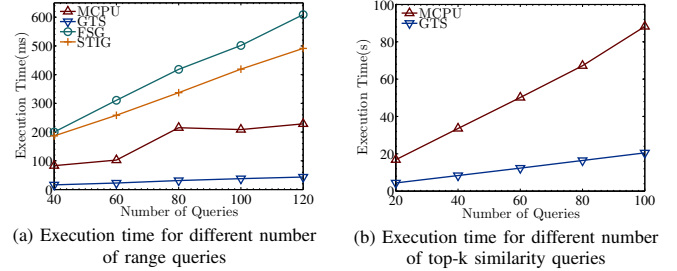 MCPU
GTS
FSG
STIG
Execution Time(ms)
600
500
400
300
200
100
0
40 60 80 100 120
Number of Queries
(a) Execution time for different number
of range queries
MCPU
GTS
Execution Time(s)
100
80
60
40
20
0
20 40 60 80 100
Number of Queries
(b) Execution time for different number
of top-k similarity queries